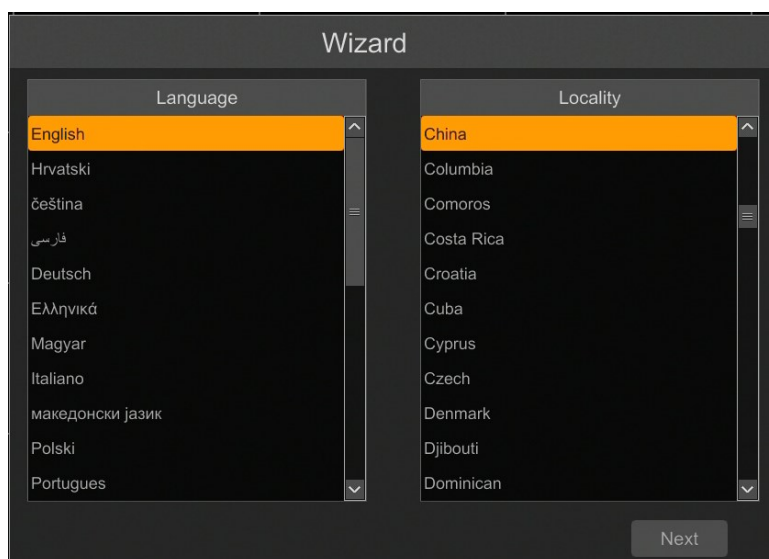 Wizard
Language
English
Hrvatski
čeština
فارسی
Deutsch
Ελληνικά
Magyar
Italiano
македонски јазик
Polski
Portugues
Locality
China
Columbia
Comoros
Costa Rica
Croatia
Cuba
Cyprus
Czech
Denmark
Djibouti
Dominican
Next